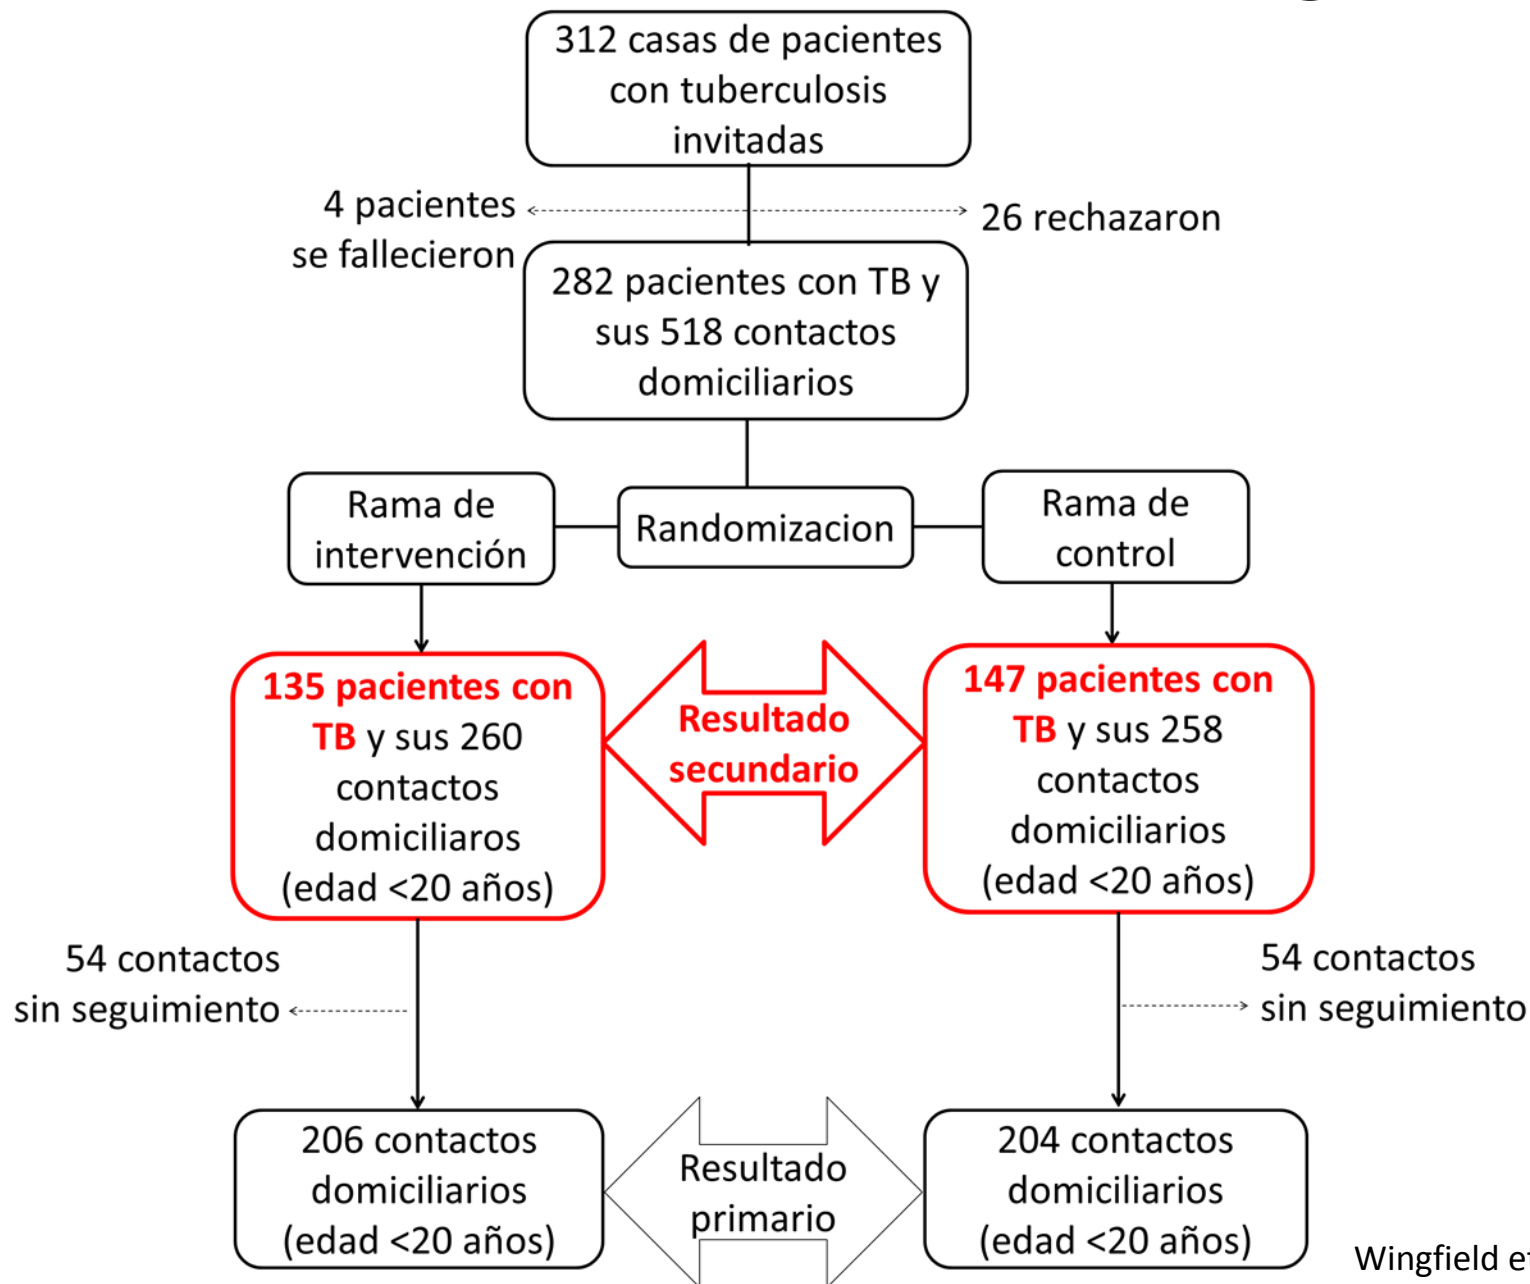 312 casas de pacientes
con tuberculosis
invitadas
4 pacientes
se fallecieron
26 rechazaron
282 pacientes con TB y
sus 518 contactos
domiciliarios
Rama de
intervención
Randomizacion
Rama de
control
135 pacientes con
TB y sus 260
contactos
domiciliaros
(edad <20 años)
Resultado
secundario
147 pacientes con
TB y sus 258
contactos
domiciliarios
(edad <20 años)
54 contactos
sin seguimiento
54 contactos
sin seguimiento
206 contactos
domiciliarios
(edad <20 años)
Resultado
primario
204 contactos
domiciliarios
(edad <20 años)
Wingfield